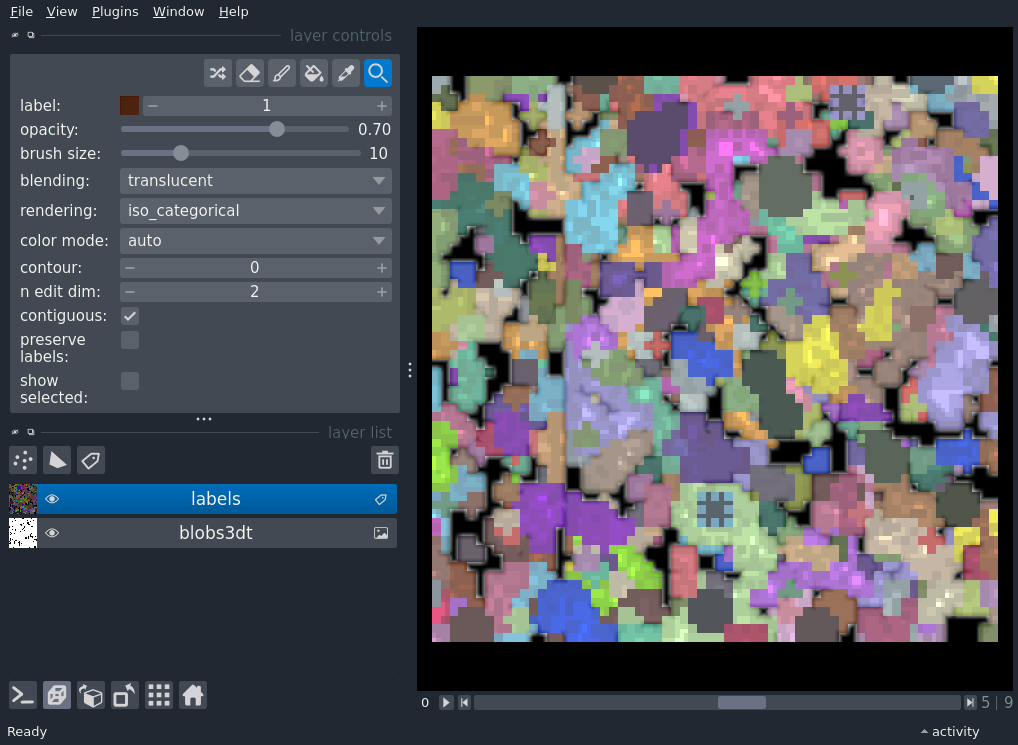 File View Plugins Window Help
layer controls
label: 1
opacity: 0.70
brush size: 10
blending: translucent
rendering: iso_categorical
color mode: auto
contour: 0
n edit dim: 2
contiguous:
preserve
labels:
show
selected:
layer list
labels
blobs3dt
0 5 | 9
Ready activity